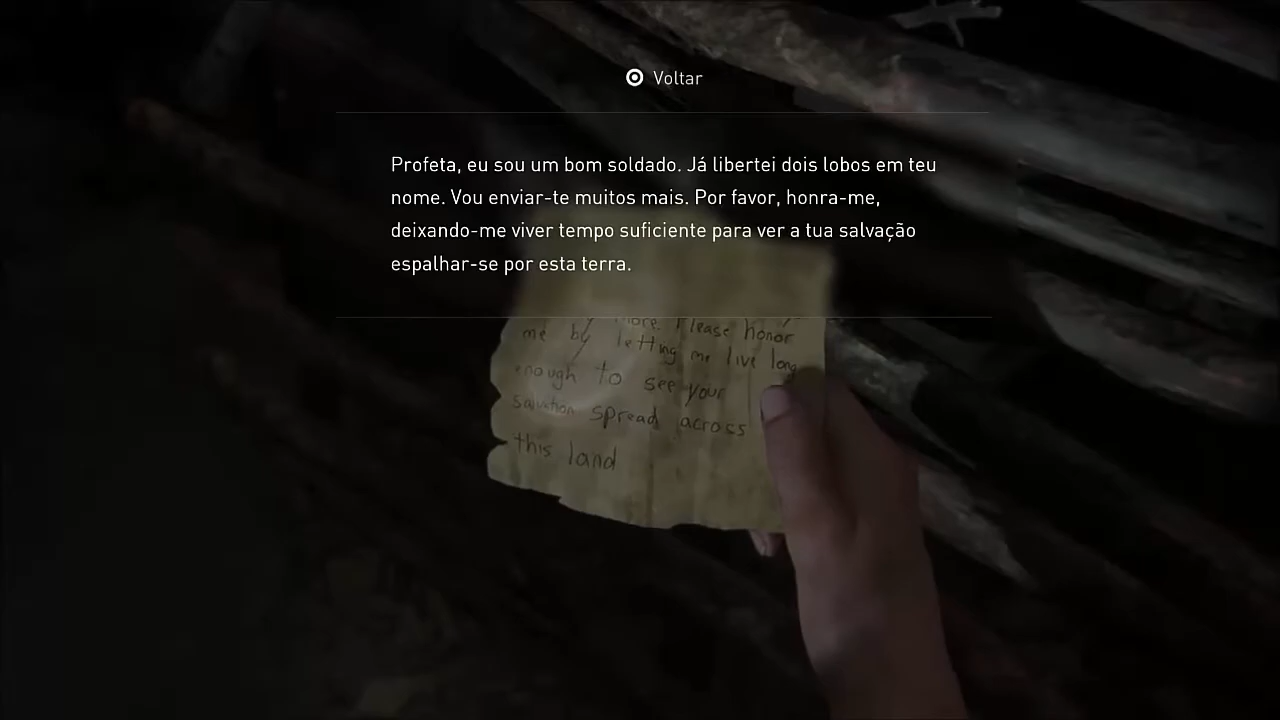 Voltar
Profeta, eu sou um bom soldado. Já libertei dois lobos em teu
nome. Vou enviar-te muitos mais. Por favor, honra-me,
deixando-me viver tempo suficiente para ver a tua salvação
espalhar-se por esta terra.
more. Please honor
me by letting me live long
enough to see your
salvation spread across
this land